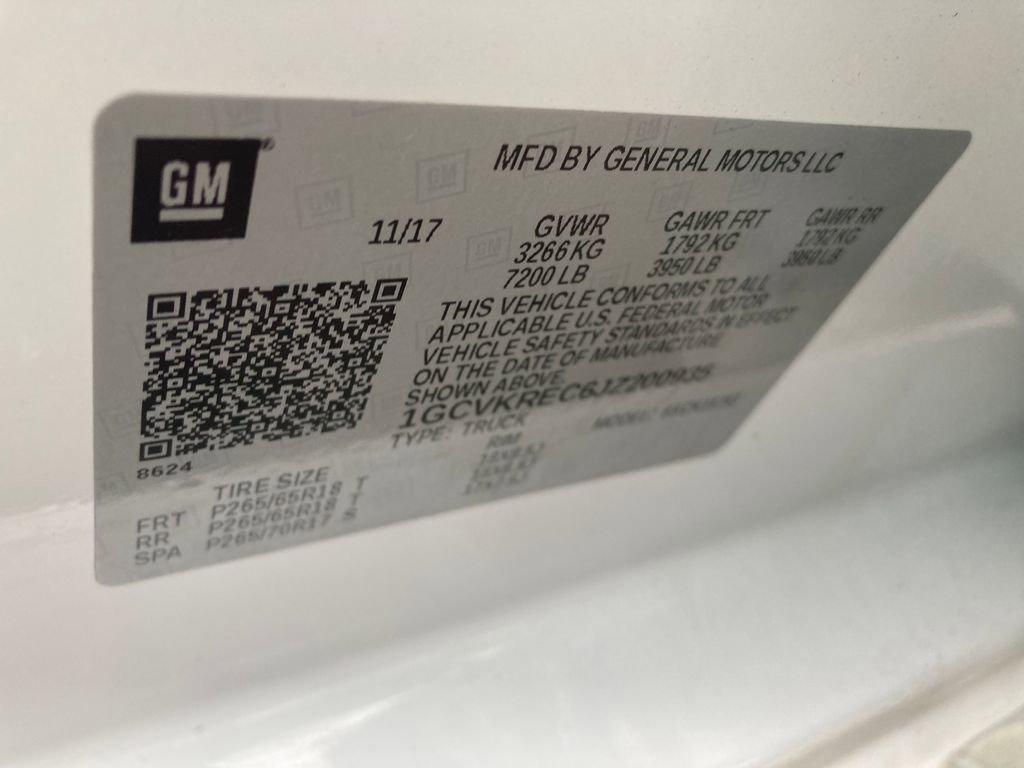 GM
MFD BY GENERAL MOTORS LLC
11/17
GVWR GAWR FRT GAWR RR
3266 KG 1792 KG 1792 KG
7200 LB 3950 LB 3950 LB
THIS VEHICLE CONFORMS TO ALL
APPLICABLE U.S. FEDERAL MOTOR
VEHICLE SAFETY STANDARDS IN EFFECT
ON THE DATE OF MANUFACTURE
SHOWN ABOVE.
1GCVKREC6JZ200935
TYPE: TRUCK MODEL:
8624
TIRE SIZE RIM
FRT P265/65R18 T
RR P265/65R18 T
SPA P265/70R17 S